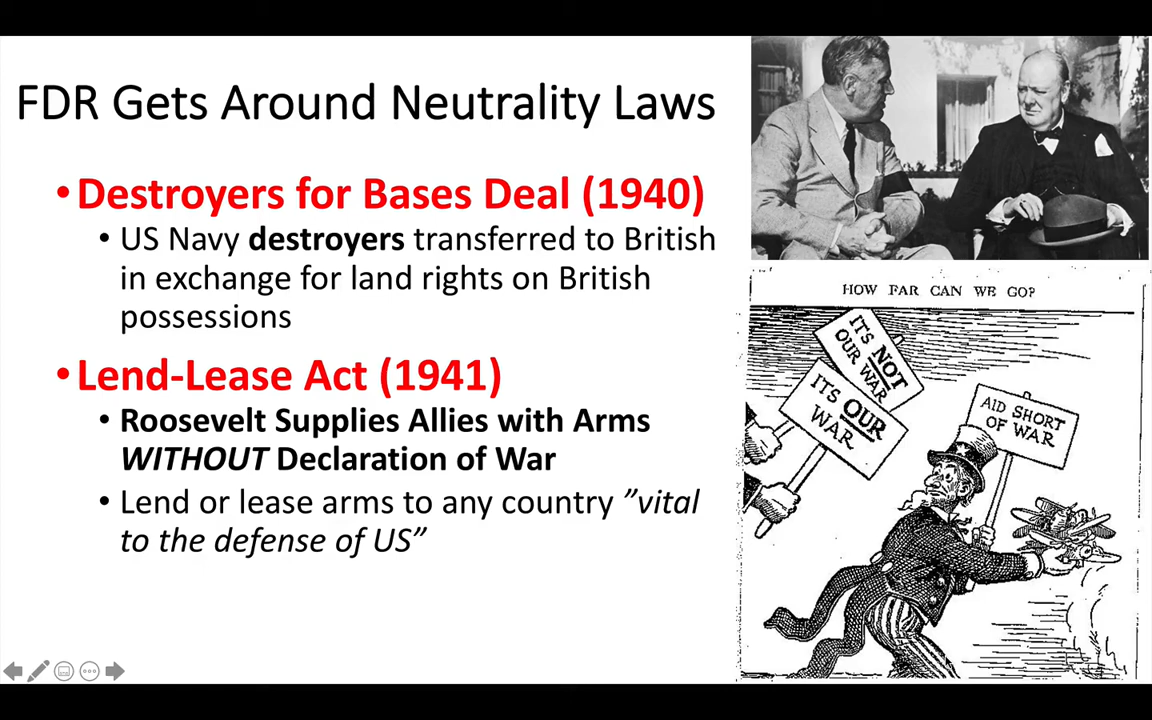 FDR Gets Around Neutrality Laws
•Destroyers for Bases Deal (1940)
• US Navy destroyers transferred to British
in exchange for land rights on British
possessions
•Lend-Lease Act (1941)
• Roosevelt Supplies Allies with Arms
WITHOUT Declaration of War
• Lend or lease arms to any country ”vital
to the defense of US”
HOW FAR CAN WE GO?
IT'S NOT
OUR WAR
ITS OUR
WAR
AID SHORT
OF WAR